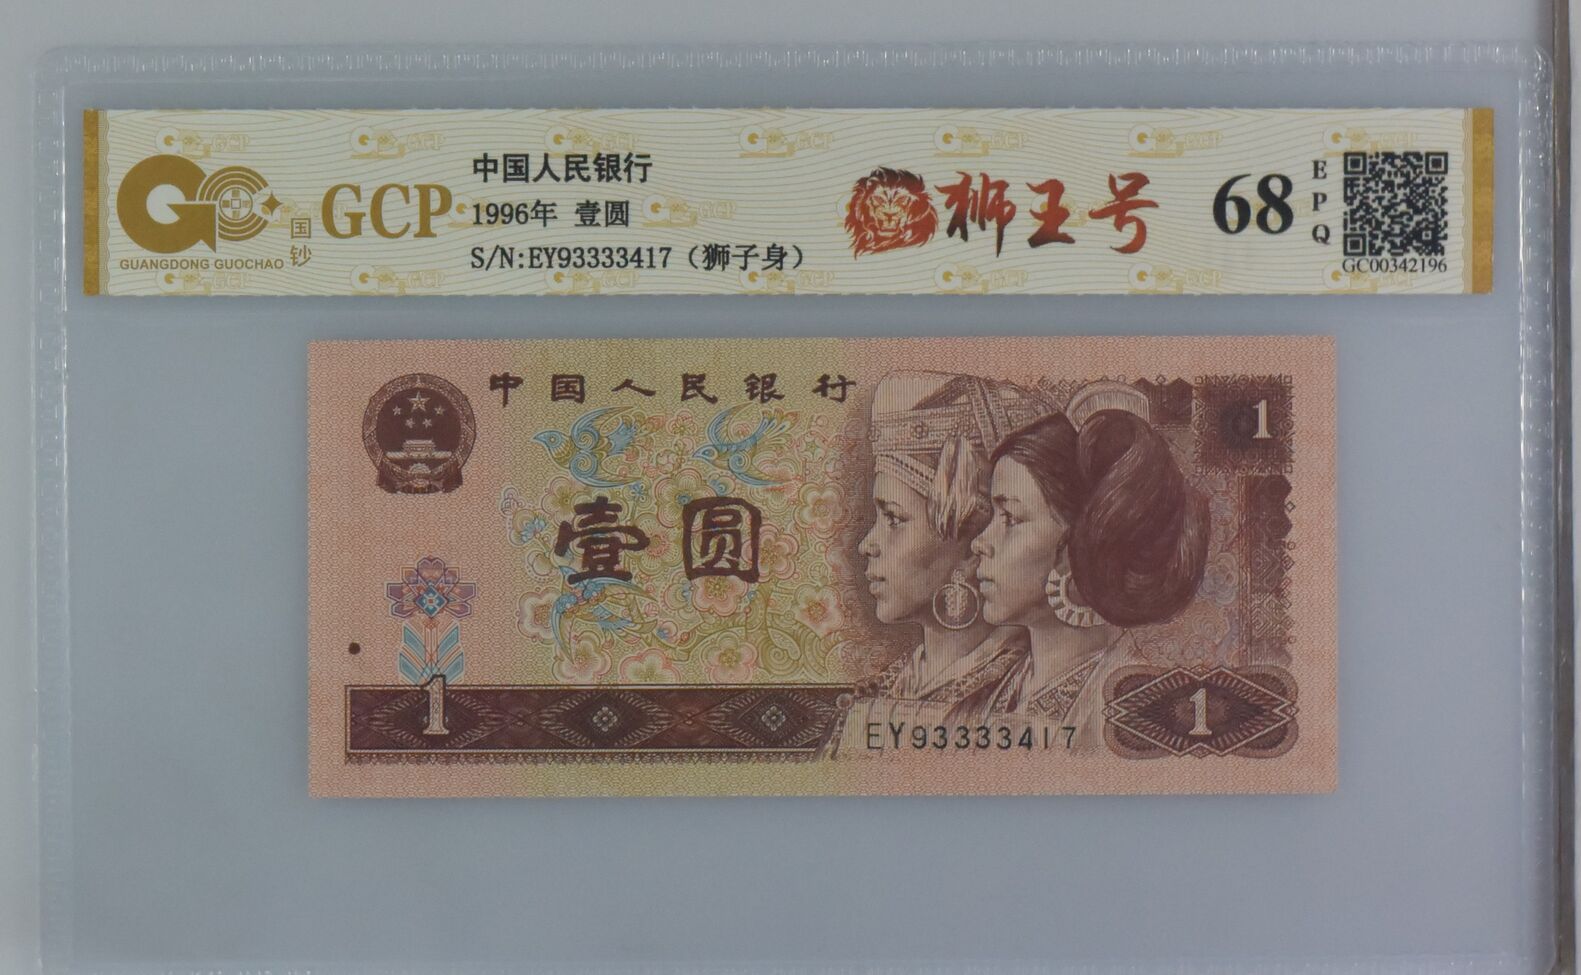 中国人民银行
1996年 壹圆
S/N:EY93333417（狮子身）
GCP
国钞
GUANGDONG GUOCHAO
狮王号
68
EPQ
GC00342196
中国人民银行
1
壹圆
1
EY93333417
1